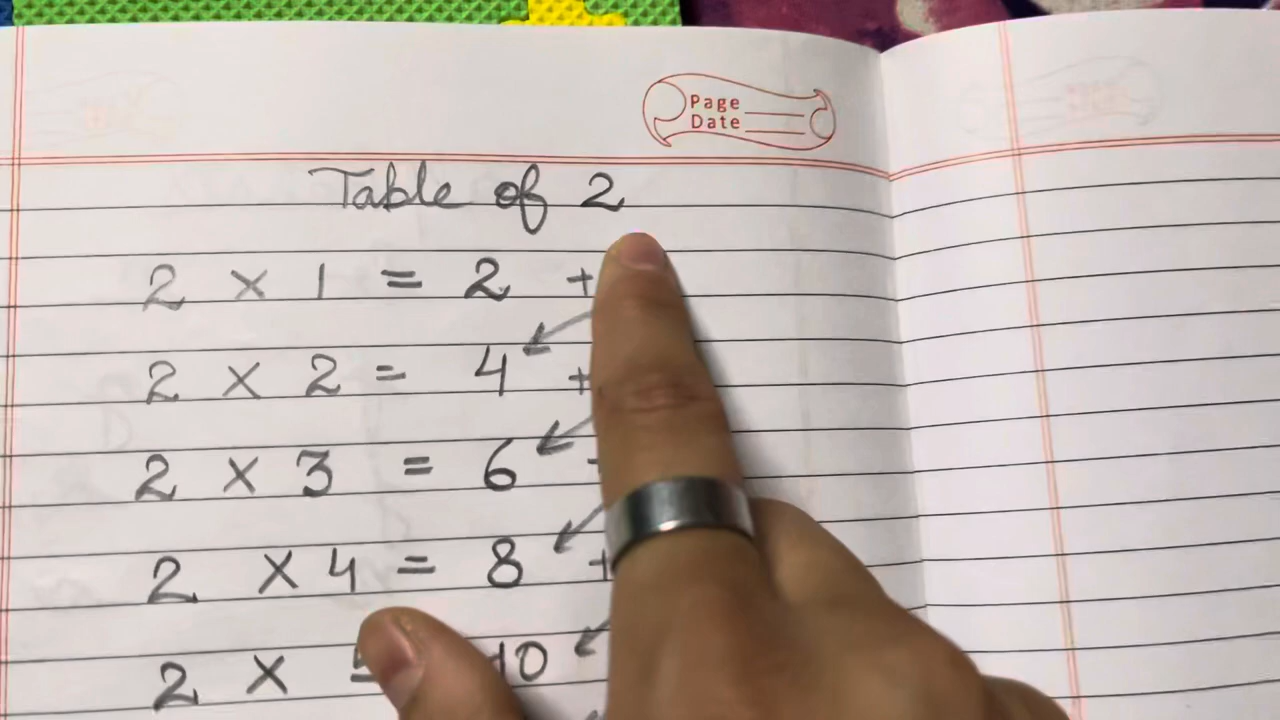 Page
Date
Table of 2
2 × 1 = 2 +
2 × 2 = 4 +
2 × 3 = 6
2 × 4 = 8 +
2 × 10